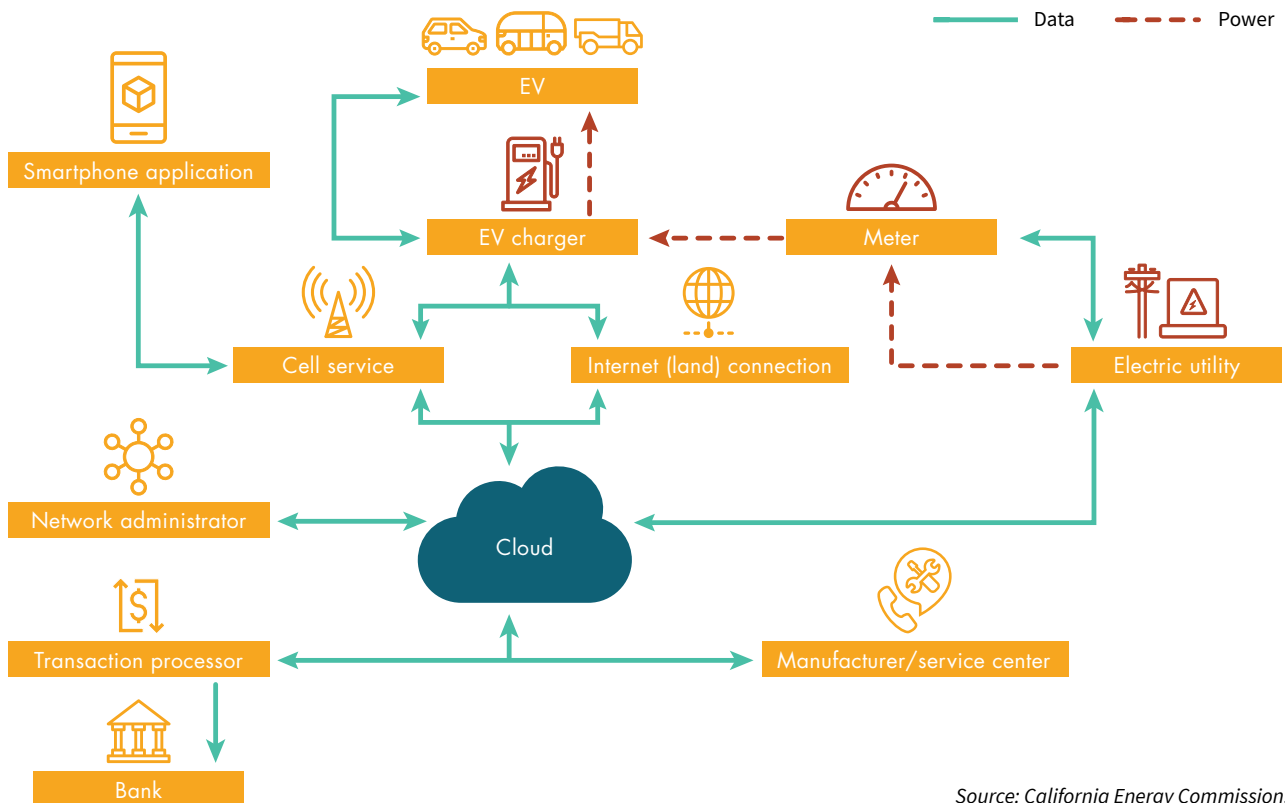 Data
Power
EV
Smartphone application
EV charger
Meter
Cell service
Internet (land) connection
Electric utility
Network administrator
Cloud
$
Transaction processor
Manufacturer/service center
Bank
Source: California Energy Commission.